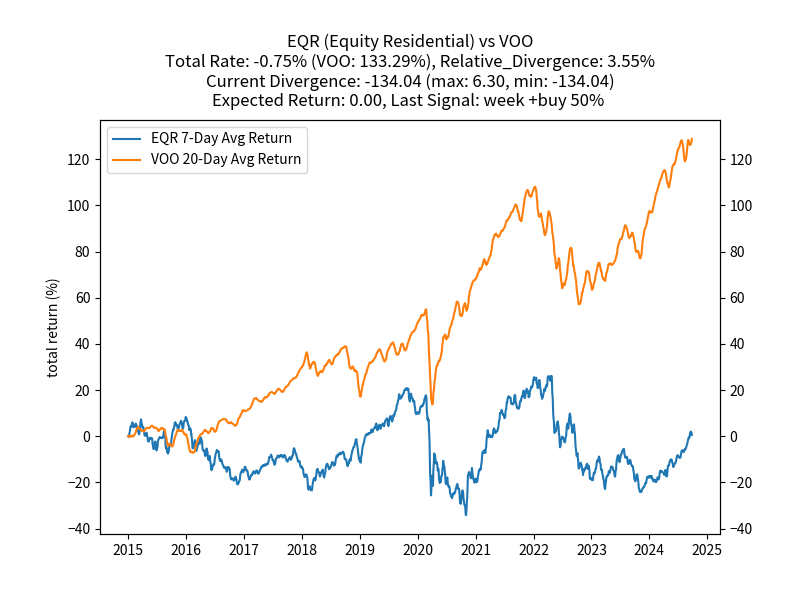 EQR (Equity Residential) vs VOO
Total Rate: -0.75% (VOO: 133.29%), Relative_Divergence: 3.55%
Current Divergence: -134.04 (max: 6.30, min: -134.04)
Expected Return: 0.00, Last Signal: week +buy 50%
EQR 7-Day Avg Return
VOO 20-Day Avg Return
total return (%)
120
100
80
60
40
20
0
−20
−40
120
100
80
60
40
20
0
−20
−40
2015 2016 2017 2018 2019 2020 2021 2022 2023 2024 2025